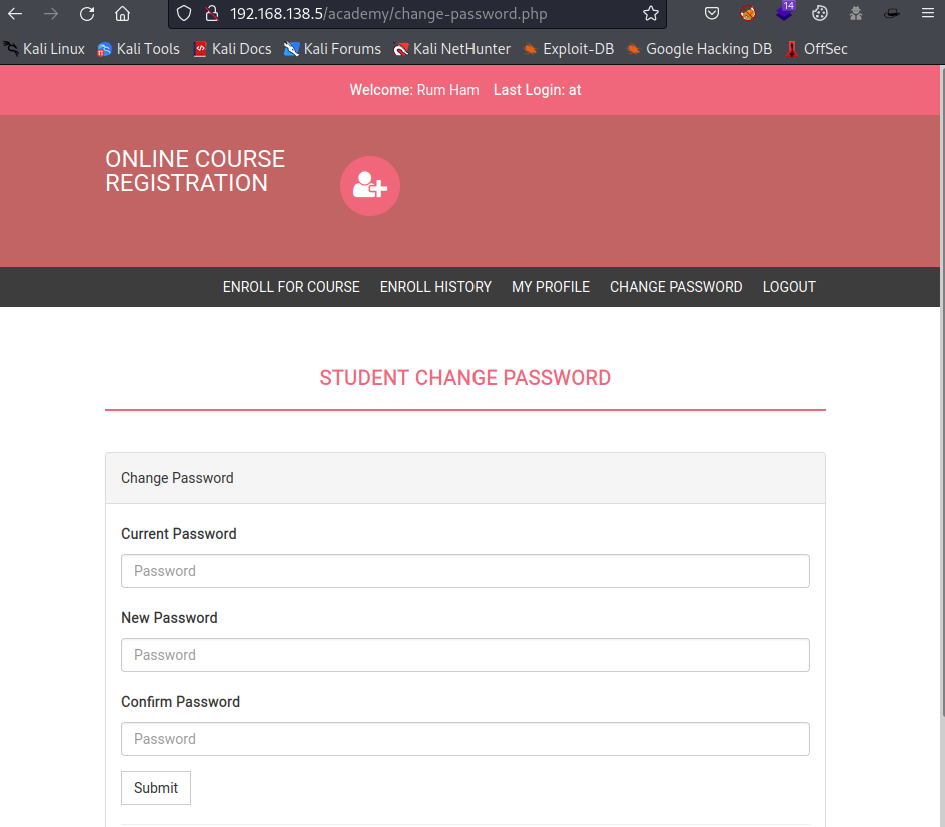 192.168.138.5/academy/change-password.php
14
Kali Linux Kali Tools Kali Docs Kali Forums Kali NetHunter Exploit-DB Google Hacking DB OffSec
Welcome: Rum Ham Last Login: at
ONLINE COURSE
REGISTRATION
ENROLL FOR COURSE ENROLL HISTORY MY PROFILE CHANGE PASSWORD LOGOUT
STUDENT CHANGE PASSWORD
Change Password
Current Password
Password
New Password
Password
Confirm Password
Password
Submit